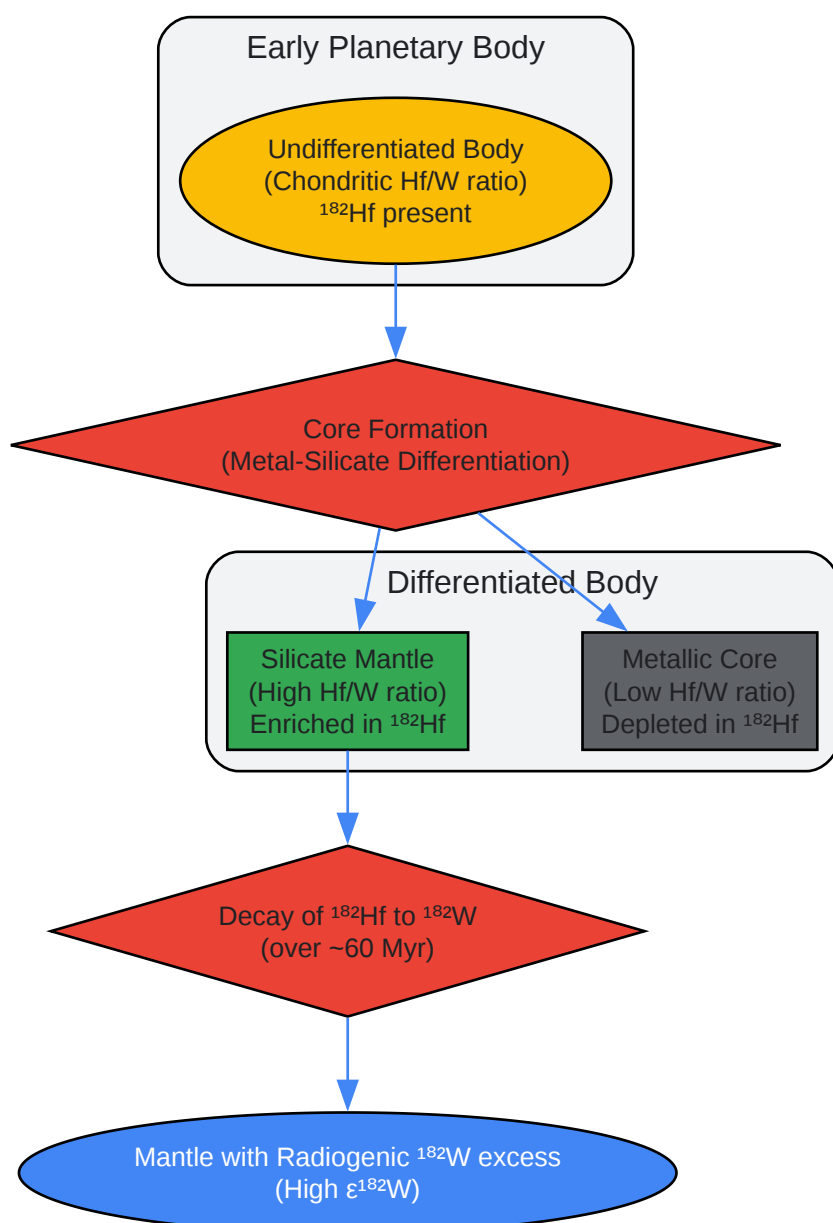 Early Planetary Body
Undifferentiated Body
(Chondritic Hf/W ratio)
¹⁸²Hf present
Core Formation
(Metal-Silicate Differentiation)
Differentiated Body
Silicate Mantle
(High Hf/W ratio)
Enriched in ¹⁸²Hf
Metallic Core
(Low Hf/W ratio)
Depleted in ¹⁸²Hf
Decay of ¹⁸²Hf to ¹⁸²W
(over ~60 Myr)
Mantle with Radiogenic ¹⁸²W excess
(High ε¹⁸²W)